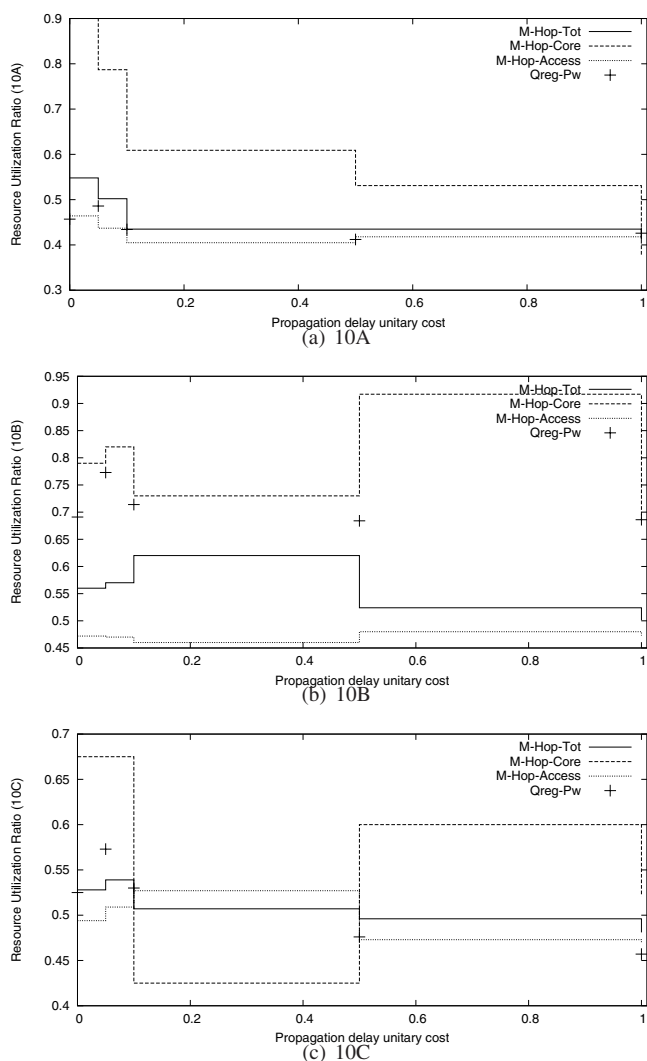 0.9
0.8
0.7
0.6
0.5
0.4
0.3
0
0.2
0.4
0.6
0.8
1
Resource Utilization Ratio (10A)
Propagation delay unitary cost
M-Hop-Tot
M-Hop-Core
M-Hop-Access
Qreg-Pw
(a) 10A
0.95
0.9
0.85
0.8
0.75
0.7
0.65
0.6
0.55
0.5
0.45
0
0.2
0.4
0.6
0.8
1
Resource Utilization Ratio (10B)
Propagation delay unitary cost
M-Hop-Tot
M-Hop-Core
M-Hop-Access
Qreg-Pw
(b) 10B
0.7
0.65
0.6
0.55
0.5
0.45
0.4
0
0.2
0.4
0.6
0.8
1
Resource Utilization Ratio (10C)
Propagation delay unitary cost
M-Hop-Tot
M-Hop-Core
M-Hop-Access
Qreg-Pw
(c) 10C